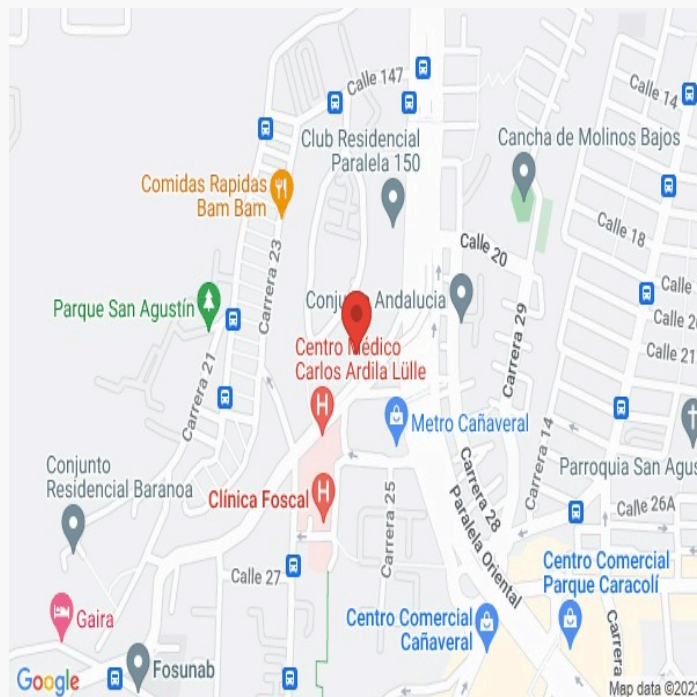 Calle 147
Calle 14
Club Residencial
Paralela 150
Cancha de Molinos Bajos
Comidas Rapidas
Bam Bam
Calle 18
Calle 20
Carrera 23
Calle
Parque San Agustín
Conjunto Andalucia
Calle 2
Carrera 29
Calle 21
Centro Médico
Carlos Ardila Lülle
Carrera 21
Metro Cañaveral
Carrera 14
Conjunto
Residencial Baranoa
Parroquia San Agus
Clínica Foscal
Carrera 25
Carrera 28
Calle 26A
Paralela Oriental
Calle 27
Centro Comercial
Parque Caracolí
Gaira
Centro Comercial
Cañaveral
Carrera
Fosunab
Google
Map data ©202